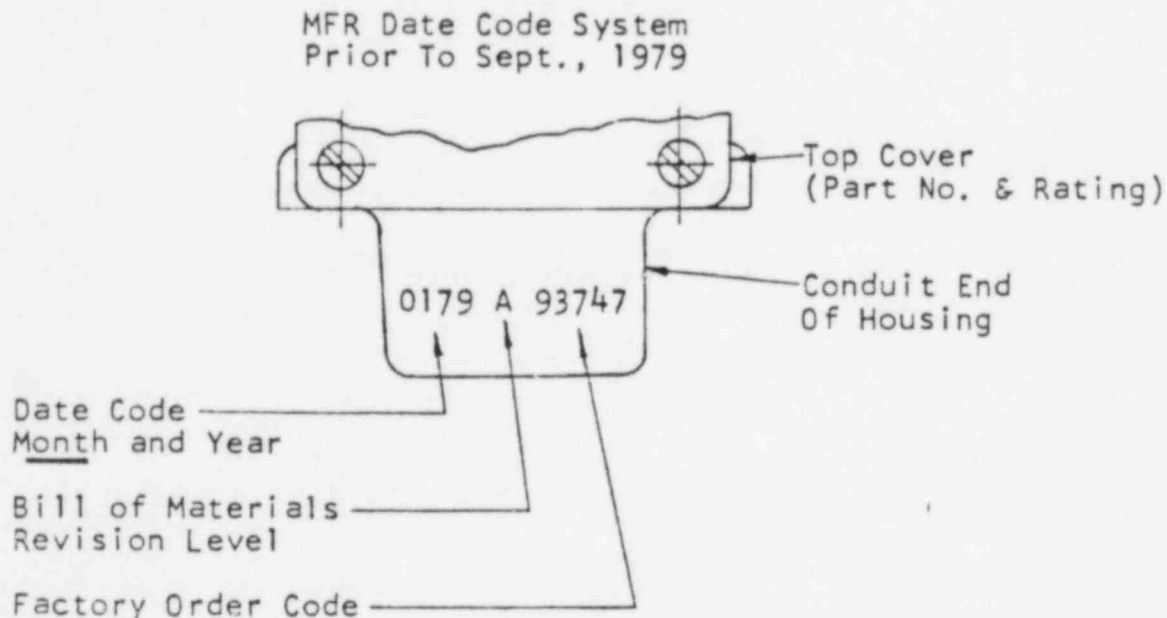 MFR Date Code System
Prior To Sept., 1979
Top Cover
(Part No. & Rating)
Conduit End
Of Housing
0179 A 93747
Date Code
Month and Year
Bill of Materials
Revision Level
Factory Order Code